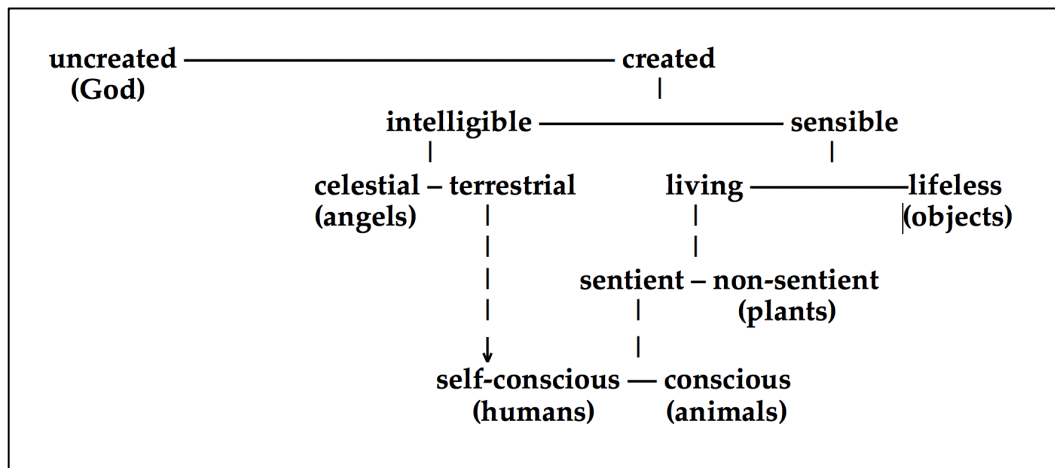 uncreated created
(God)
intelligible sensible
celestial – terrestrial living lifeless
(angels) (objects)
sentient – non-sentient
(plants)
self-conscious — conscious
(humans) (animals)